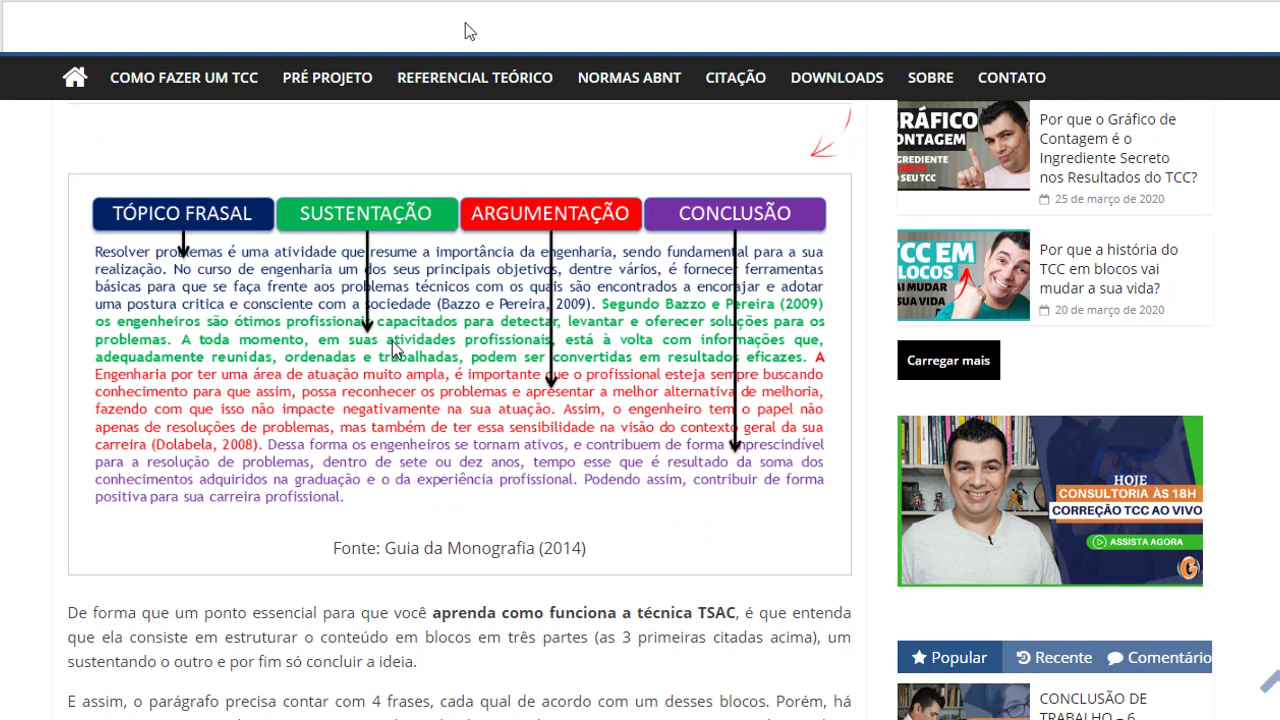 COMO FAZER UM TCC PRÉ PROJETO REFERENCIAL TEÓRICO NORMAS ABNT CITAÇÃO DOWNLOADS SOBRE CONTATO
TÓPICO FRASAL SUSTENTAÇÃO ARGUMENTAÇÃO CONCLUSÃO
Resolver problemas é uma atividade que resume a importância da engenharia, sendo fundamental para a sua
realização. No curso de engenharia um dos seus principais objetivos, dentre vários, é fornecer ferramentas
básicas para que se faça frente aos problemas técnicos com os quais são encontrados a encorajar e adotar
uma postura critica e consciente com a sociedade (Bazzo e Pereira, 2009). Segundo Bazzo e Pereira (2009)
os engenheiros são ótimos profissionais capacitados para detectar, levantar e oferecer soluções para os
problemas. A toda momento, em suas atividades profissionais, está à volta com informações que,
adequadamente reunidas, ordenadas e trabalhadas, podem ser convertidas em resultados eficazes. A
Engenharia por ter uma área de atuação muito ampla, é importante que o profissional esteja sempre buscando
conhecimento para que assim, possa reconhecer os problemas e apresentar a melhor alternativa de melhoria,
fazendo com que isso não impacte negativamente na sua atuação. Assim, o engenheiro tem o papel não
apenas de resoluções de problemas, mas também de ter essa sensibilidade na visão do contexto geral da sua
carreira (Dolabela, 2008). Dessa forma os engenheiros se tornam ativos, e contribuem de forma imprescindível
para a resolução de problemas, dentro de sete ou dez anos, tempo esse que é resultado da soma dos
conhecimentos adquiridos na graduação e o da experiência profissional. Podendo assim, contribuir de forma
positiva para sua carreira profissional.
Fonte: Guia da Monografia (2014)
De forma que um ponto essencial para que você aprenda como funciona a técnica TSAC, é que entenda
que ela consiste em estruturar o conteúdo em blocos em três partes (as 3 primeiras citadas acima), um
sustentando o outro e por fim só concluir a ideia.
E assim, o parágrafo precisa contar com 4 frases, cada qual de acordo com um desses blocos. Porém, há
GRÁFICO
CONTAGEM
INGREDIENTE
SECRETO
NO SEU TCC
Por que o Gráfico de
Contagem é o
Ingrediente Secreto
nos Resultados do TCC?
25 de março de 2020
TCC EM
BLOCOS
VAI MUDAR
A SUA VIDA
Por que a história do
TCC em blocos vai
mudar a sua vida?
20 de março de 2020
Carregar mais
HOJE
CONSULTORIA ÀS 18H
CORREÇÃO TCC AO VIVO
ASSISTA AGORA
G
Popular Recente Comentário
CONCLUSÃO DE
TRABALHO – 6